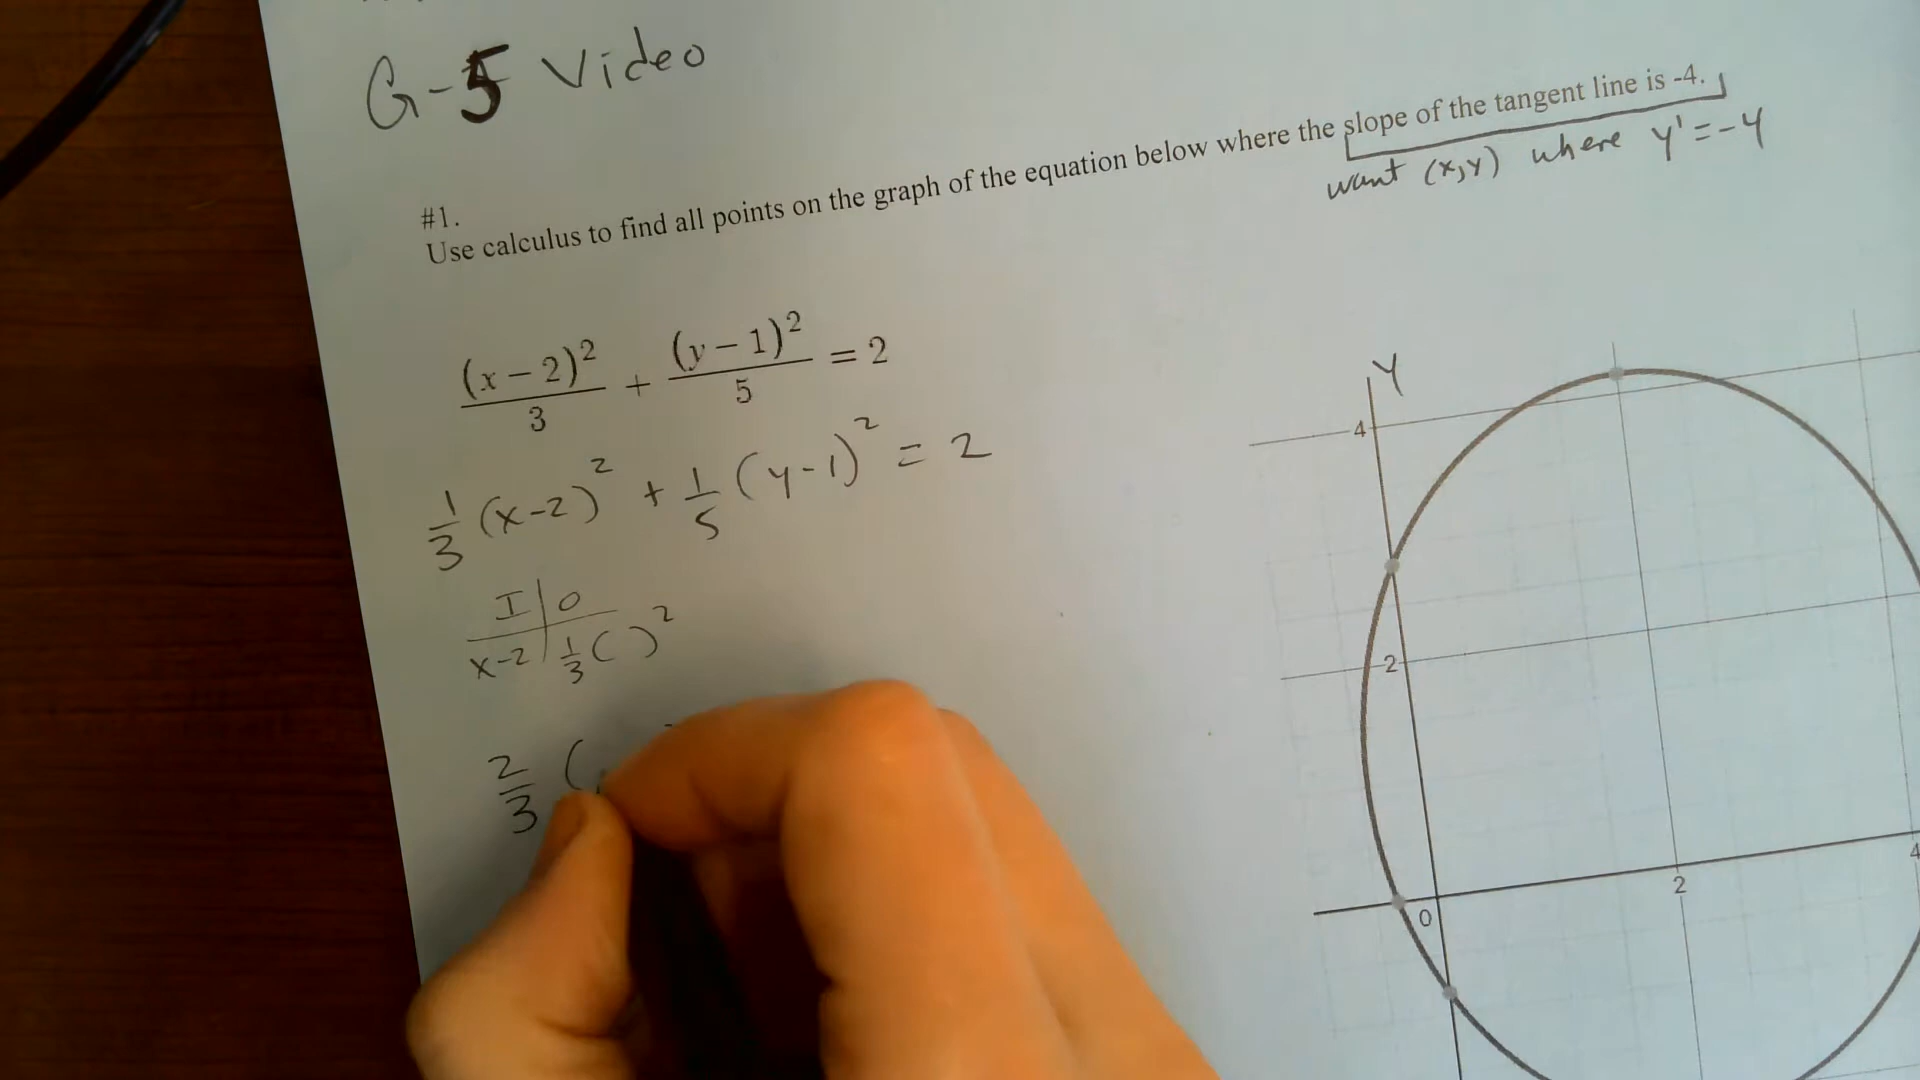 G-5 Video
#1.
Use calculus to find all points on the graph of the equation below where the slope of the tangent line is -4.
want (x,y) where y' = -4
(x − 2)²/3 + (y − 1)²/5 = 2
1/3 (x-2)² + 1/5 (y-1)² = 2
I | O
x-2 | 1/3 ( )²
2/3 (
Y
4
2
0
2
4